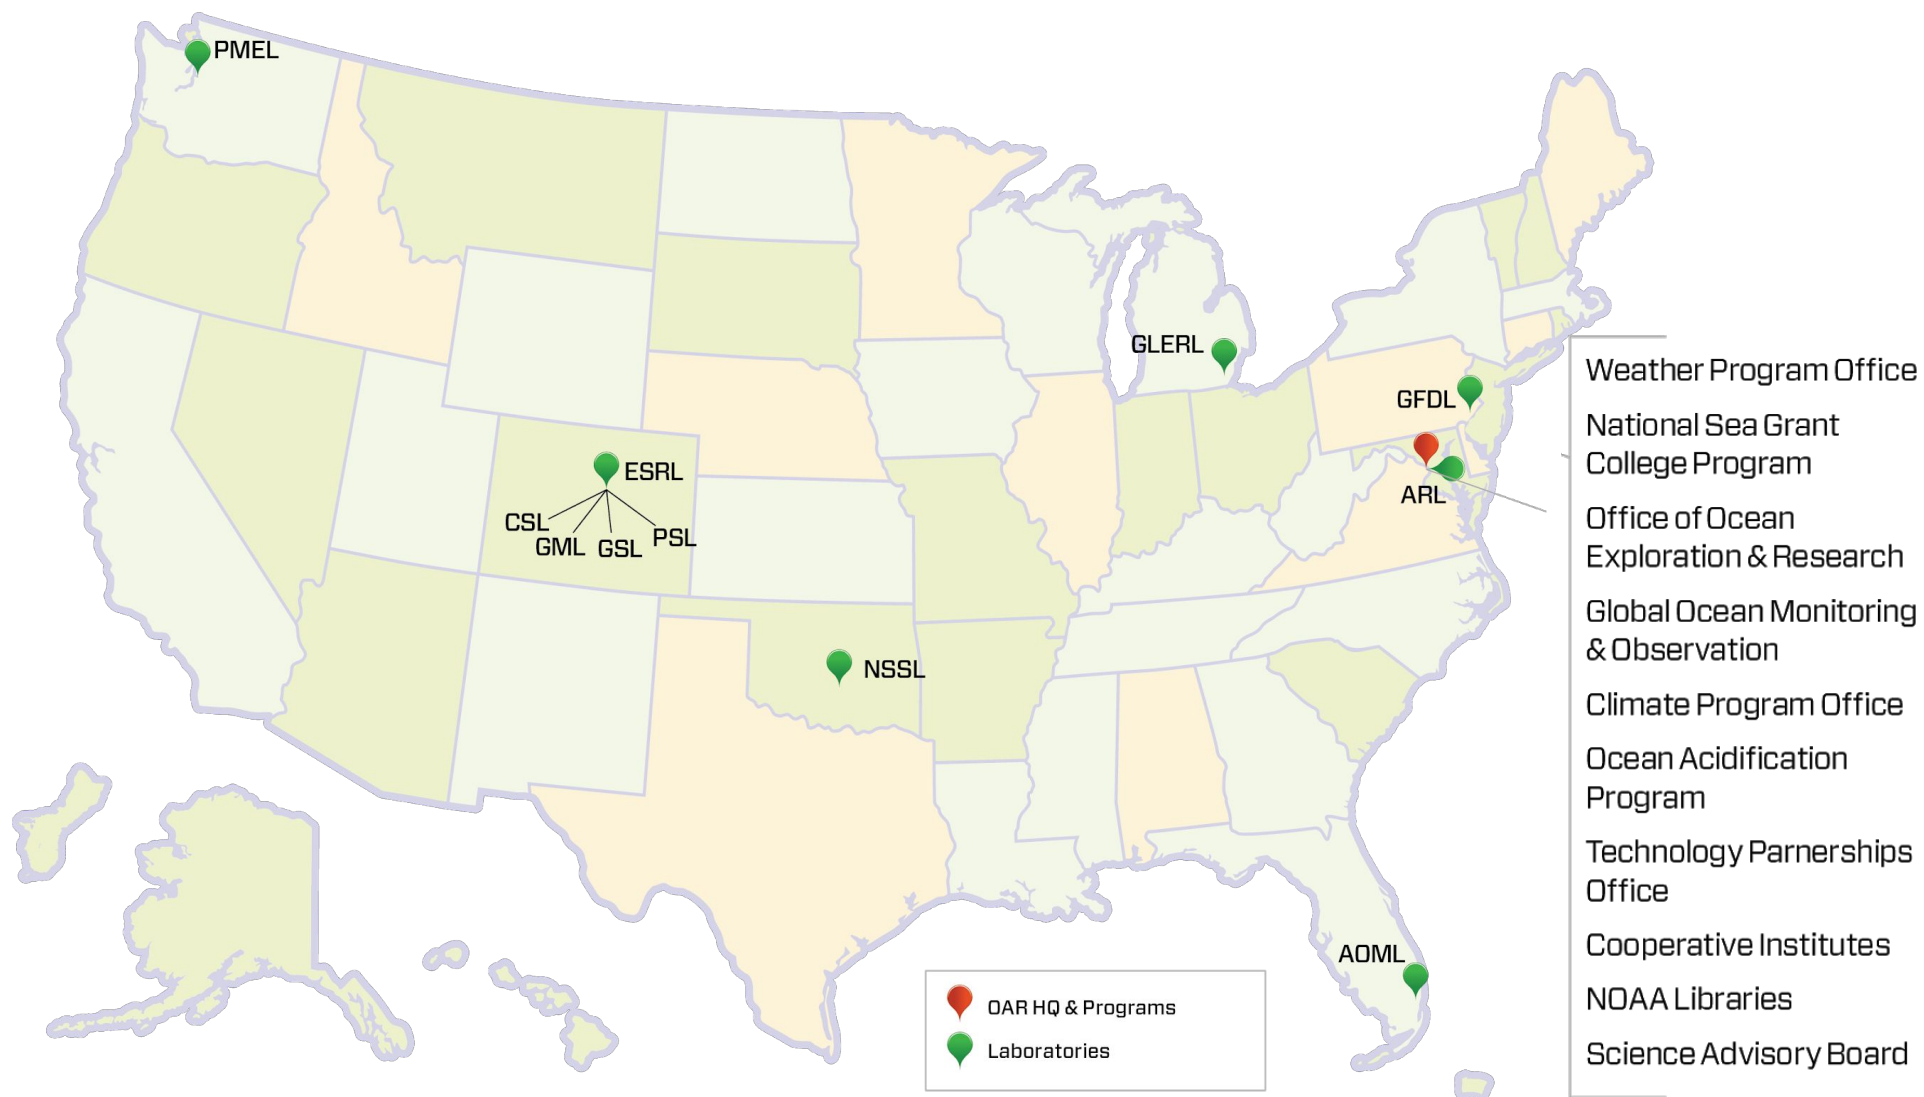 PMEL
GLERL
GFDL
ARL
ESRL
CSL
GML
GSL
PSL
NSSL
AOML
OAR HQ & Programs
Laboratories
Weather Program Office
National Sea Grant
College Program
Office of Ocean
Exploration & Research
Global Ocean Monitoring
& Observation
Climate Program Office
Ocean Acidification
Program
Technology Parnerships
Office
Cooperative Institutes
NOAA Libraries
Science Advisory Board